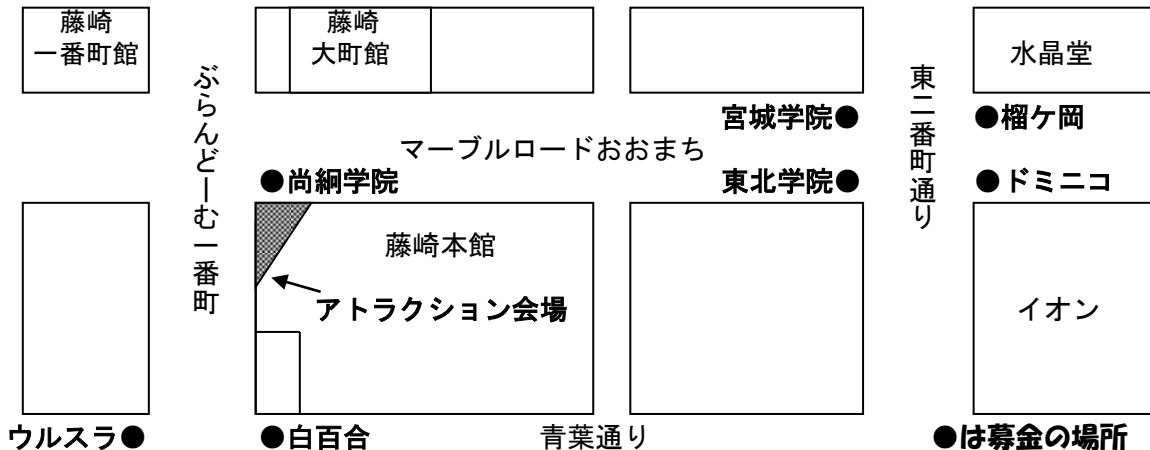 藤崎
一番町館
藤崎
大町館
水晶堂
ぶらんどーむ一番町
東二番町通り
宮城学院●
●榴ケ岡
マーブルロードおおまち
●尚絅学院
東北学院●
●ドミニコ
藤崎本館
アトラクション会場
イオン
ウルスラ●
●白百合
青葉通り
●は募金の場所